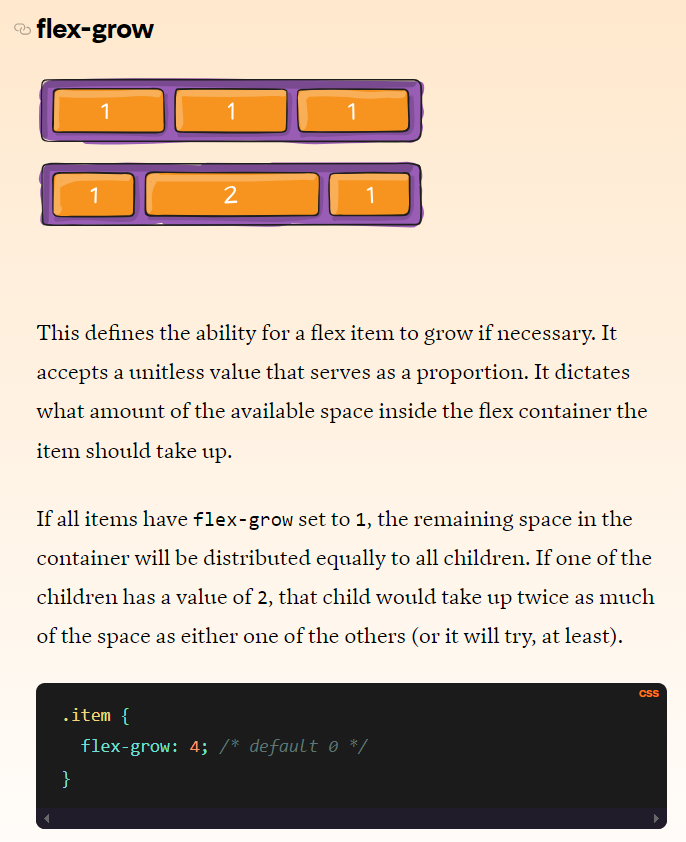 flex-grow
1 1 1
1 2 1
This defines the ability for a flex item to grow if necessary. It
accepts a unitless value that serves as a proportion. It dictates
what amount of the available space inside the flex container the
item should take up.
If all items have flex-grow set to 1, the remaining space in the
container will be distributed equally to all children. If one of the
children has a value of 2, that child would take up twice as much
of the space as either one of the others (or it will try, at least).
CSS
.item {
  flex-grow: 4; /* default 0 */
}